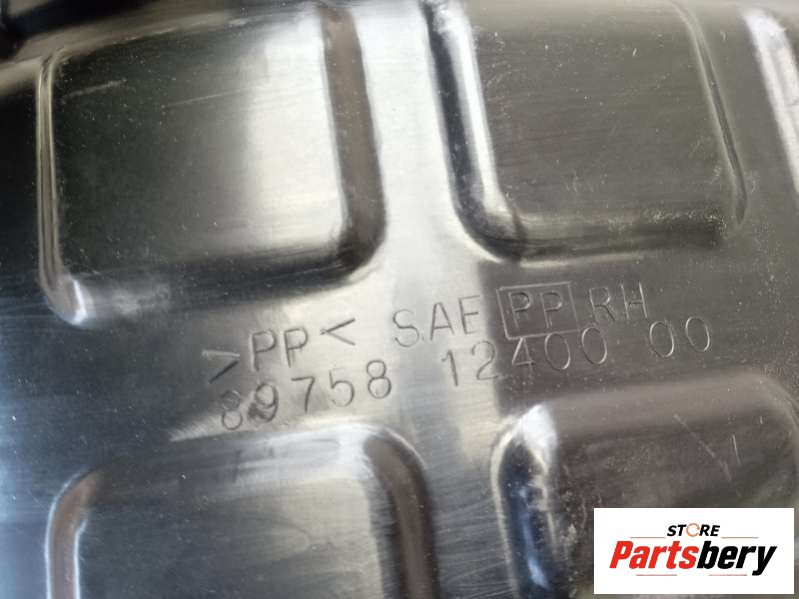 >PP< SAE PP RH
89758 12400 00
STORE
Partsbery